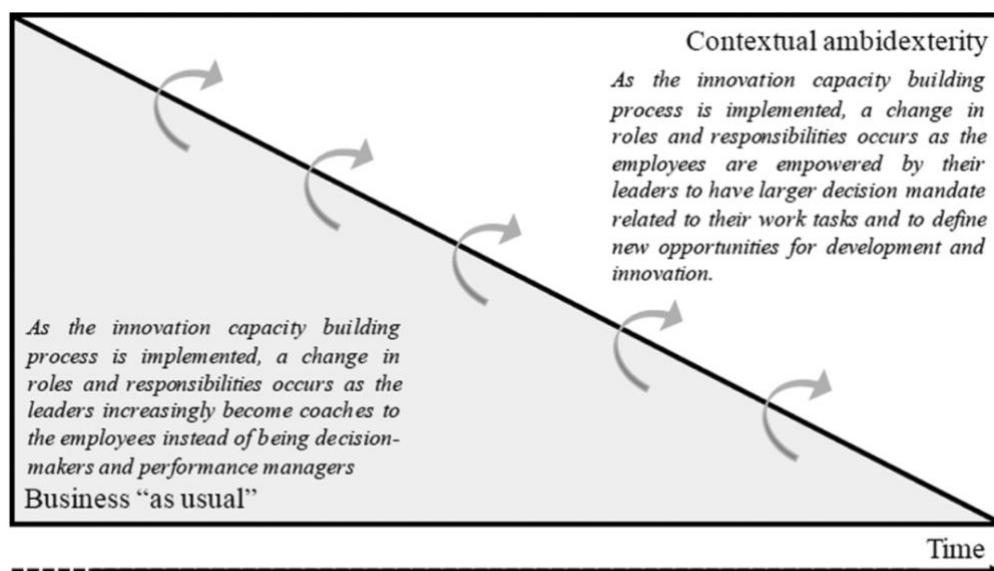 Contextual ambidexterity
As the innovation capacity building
process is implemented, a change in
roles and responsibilities occurs as the
employees are empowered by their
leaders to have larger decision mandate
related to their work tasks and to define
new opportunities for development and
innovation.
As the innovation capacity building
process is implemented, a change in
roles and responsibilities occurs as the
leaders increasingly become coaches to
the employees instead of being decision-
makers and performance managers
Business “as usual”
Time